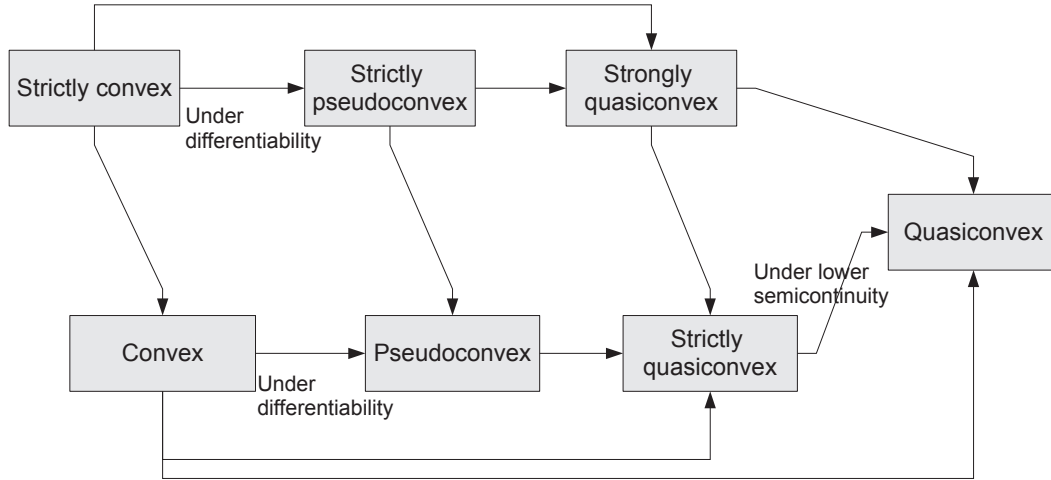 Strictly convex
Under
differentiability
Strictly
pseudoconvex
Strongly
quasiconvex
Quasiconvex
Under lower
semicontinuity
Convex
Under
differentiability
Pseudoconvex
Strictly
quasiconvex